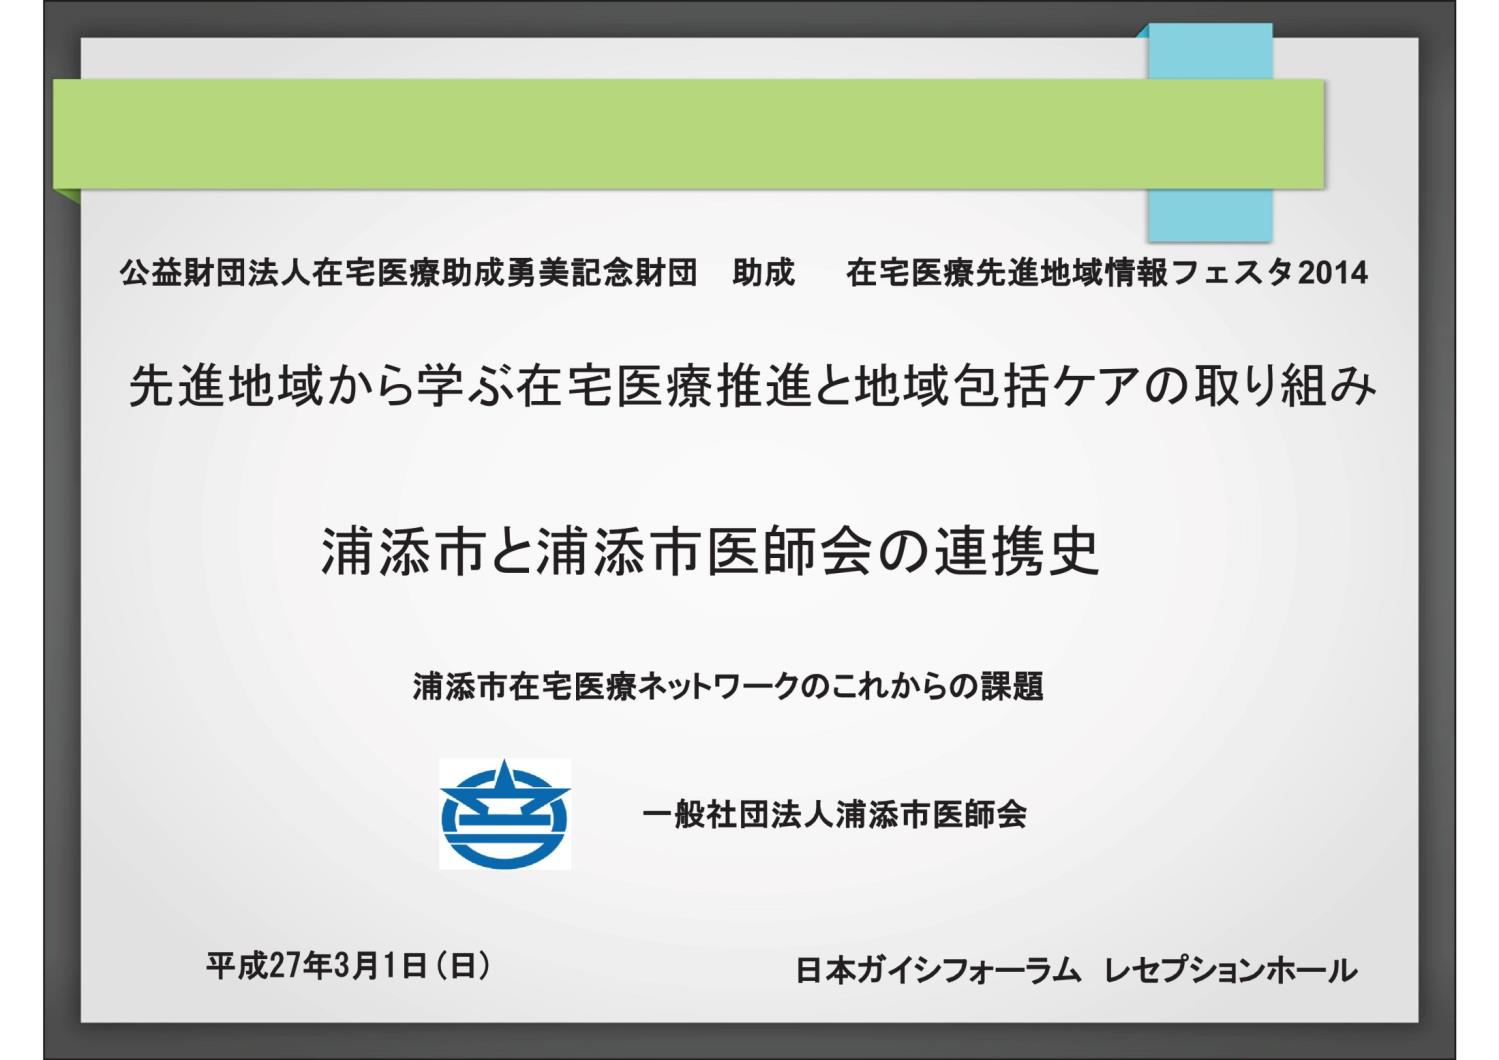 公益財団法人在宅医療助成勇美記念財団　助成　在宅医療先進地域情報フェスタ2014
先進地域から学ぶ在宅医療推進と地域包括ケアの取り組み
浦添市と浦添市医師会の連携史
浦添市在宅医療ネットワークのこれからの課題
一般社団法人浦添市医師会
平成27年3月1日（日）
日本ガイシフォーラム　レセプションホール